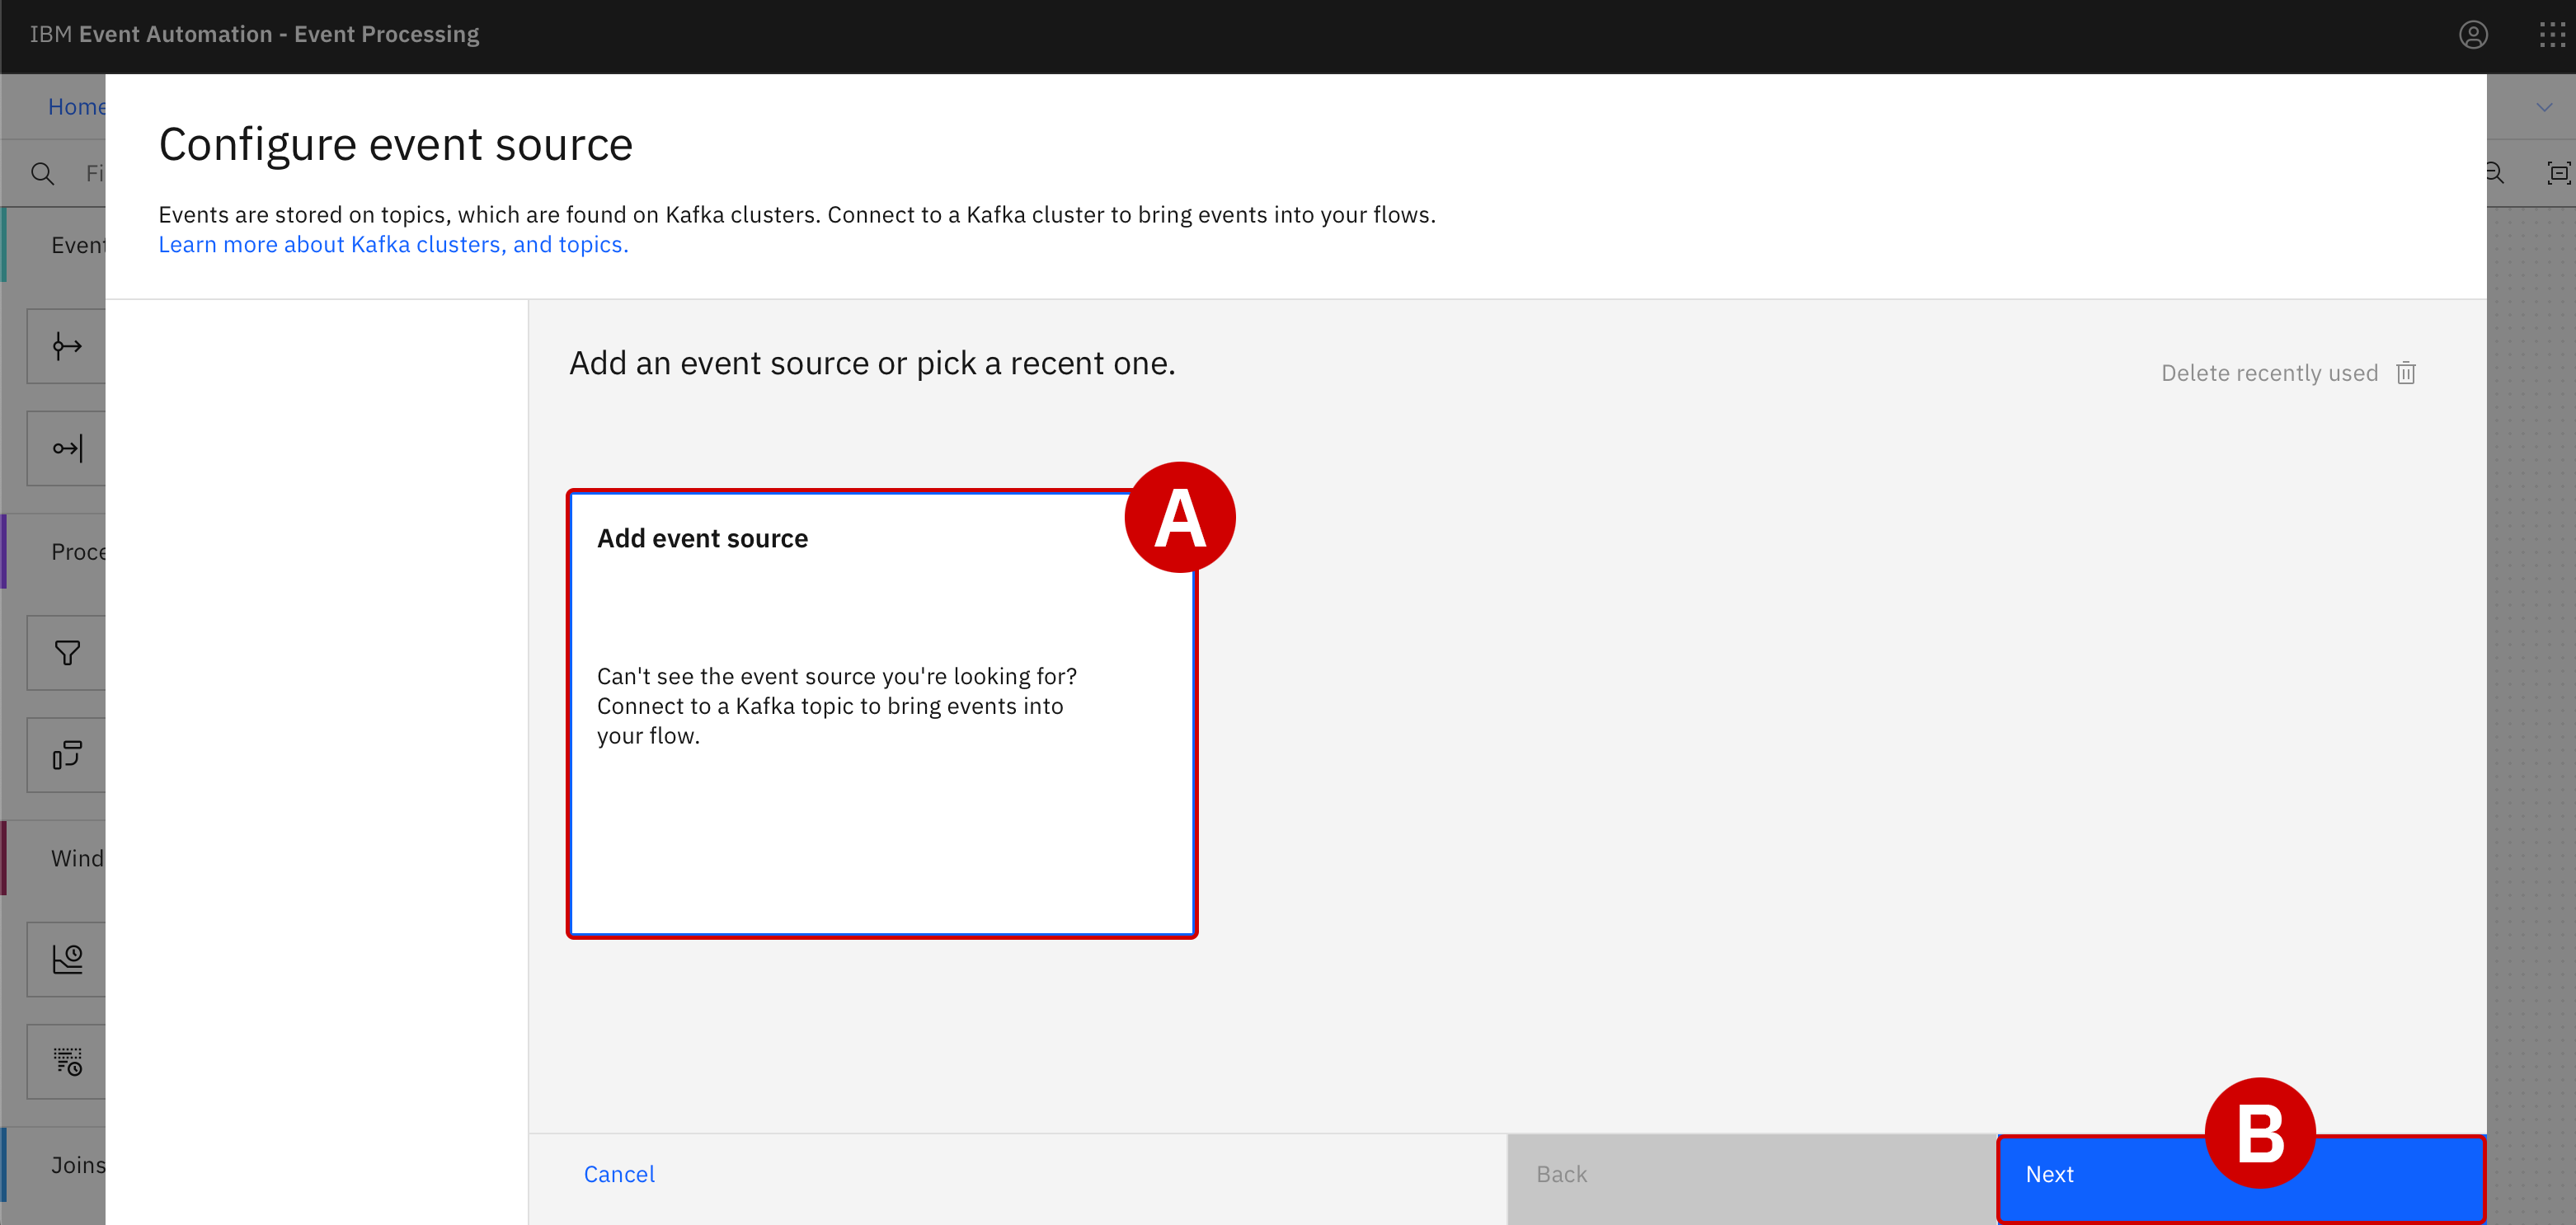 IBM Event Automation - Event Processing
Home
Configure event source
Fi
Events are stored on topics, which are found on Kafka clusters. Connect to a Kafka cluster to bring events into your flows.
Learn more about Kafka clusters, and topics.
Event
Add an event source or pick a recent one.
Delete recently used
A
Add event source
Proce
Can't see the event source you're looking for?
Connect to a Kafka topic to bring events into
your flow.
Wind
B
Joins
Cancel
Back
Next